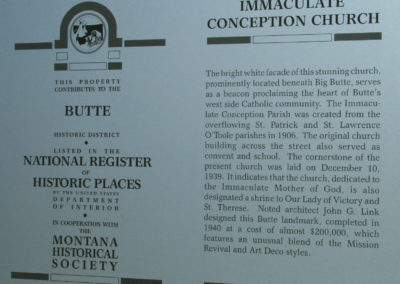 THIS PROPERTY
CONTRIBUTES TO THE
BUTTE
HISTORIC DISTRICT
LISTED IN THE
NATIONAL REGISTER
OF
HISTORIC PLACES
BY THE UNITED STATES
DEPARTMENT
OF INTERIOR
IN COOPERATION WITH
THE
MONTANA
HISTORICAL
SOCIETY
IMMACULATE
CONCEPTION CHURCH
The bright white facade of this stunning church,
prominently located beneath Big Butte, serves
as a beacon proclaiming the heart of Butte's
west side Catholic community. The Immacu-
late Conception Parish was created from the
overflowing St. Patrick and St. Lawrence
O'Toole parishes in 1906. The original church
building across the street also served as
convent and school. The cornerstone of the
present church was laid on December 10,
1939. It indicates that the church, dedicated to
the Immaculate Mother of God, is also
designated a shrine to Our Lady of Victory and
St. Therese. Noted architect John G. Link
designed this Butte landmark, completed in
1940 at a cost of almost $200,000, which
features an unusual blend of the Mission
Revival and Art Deco styles.